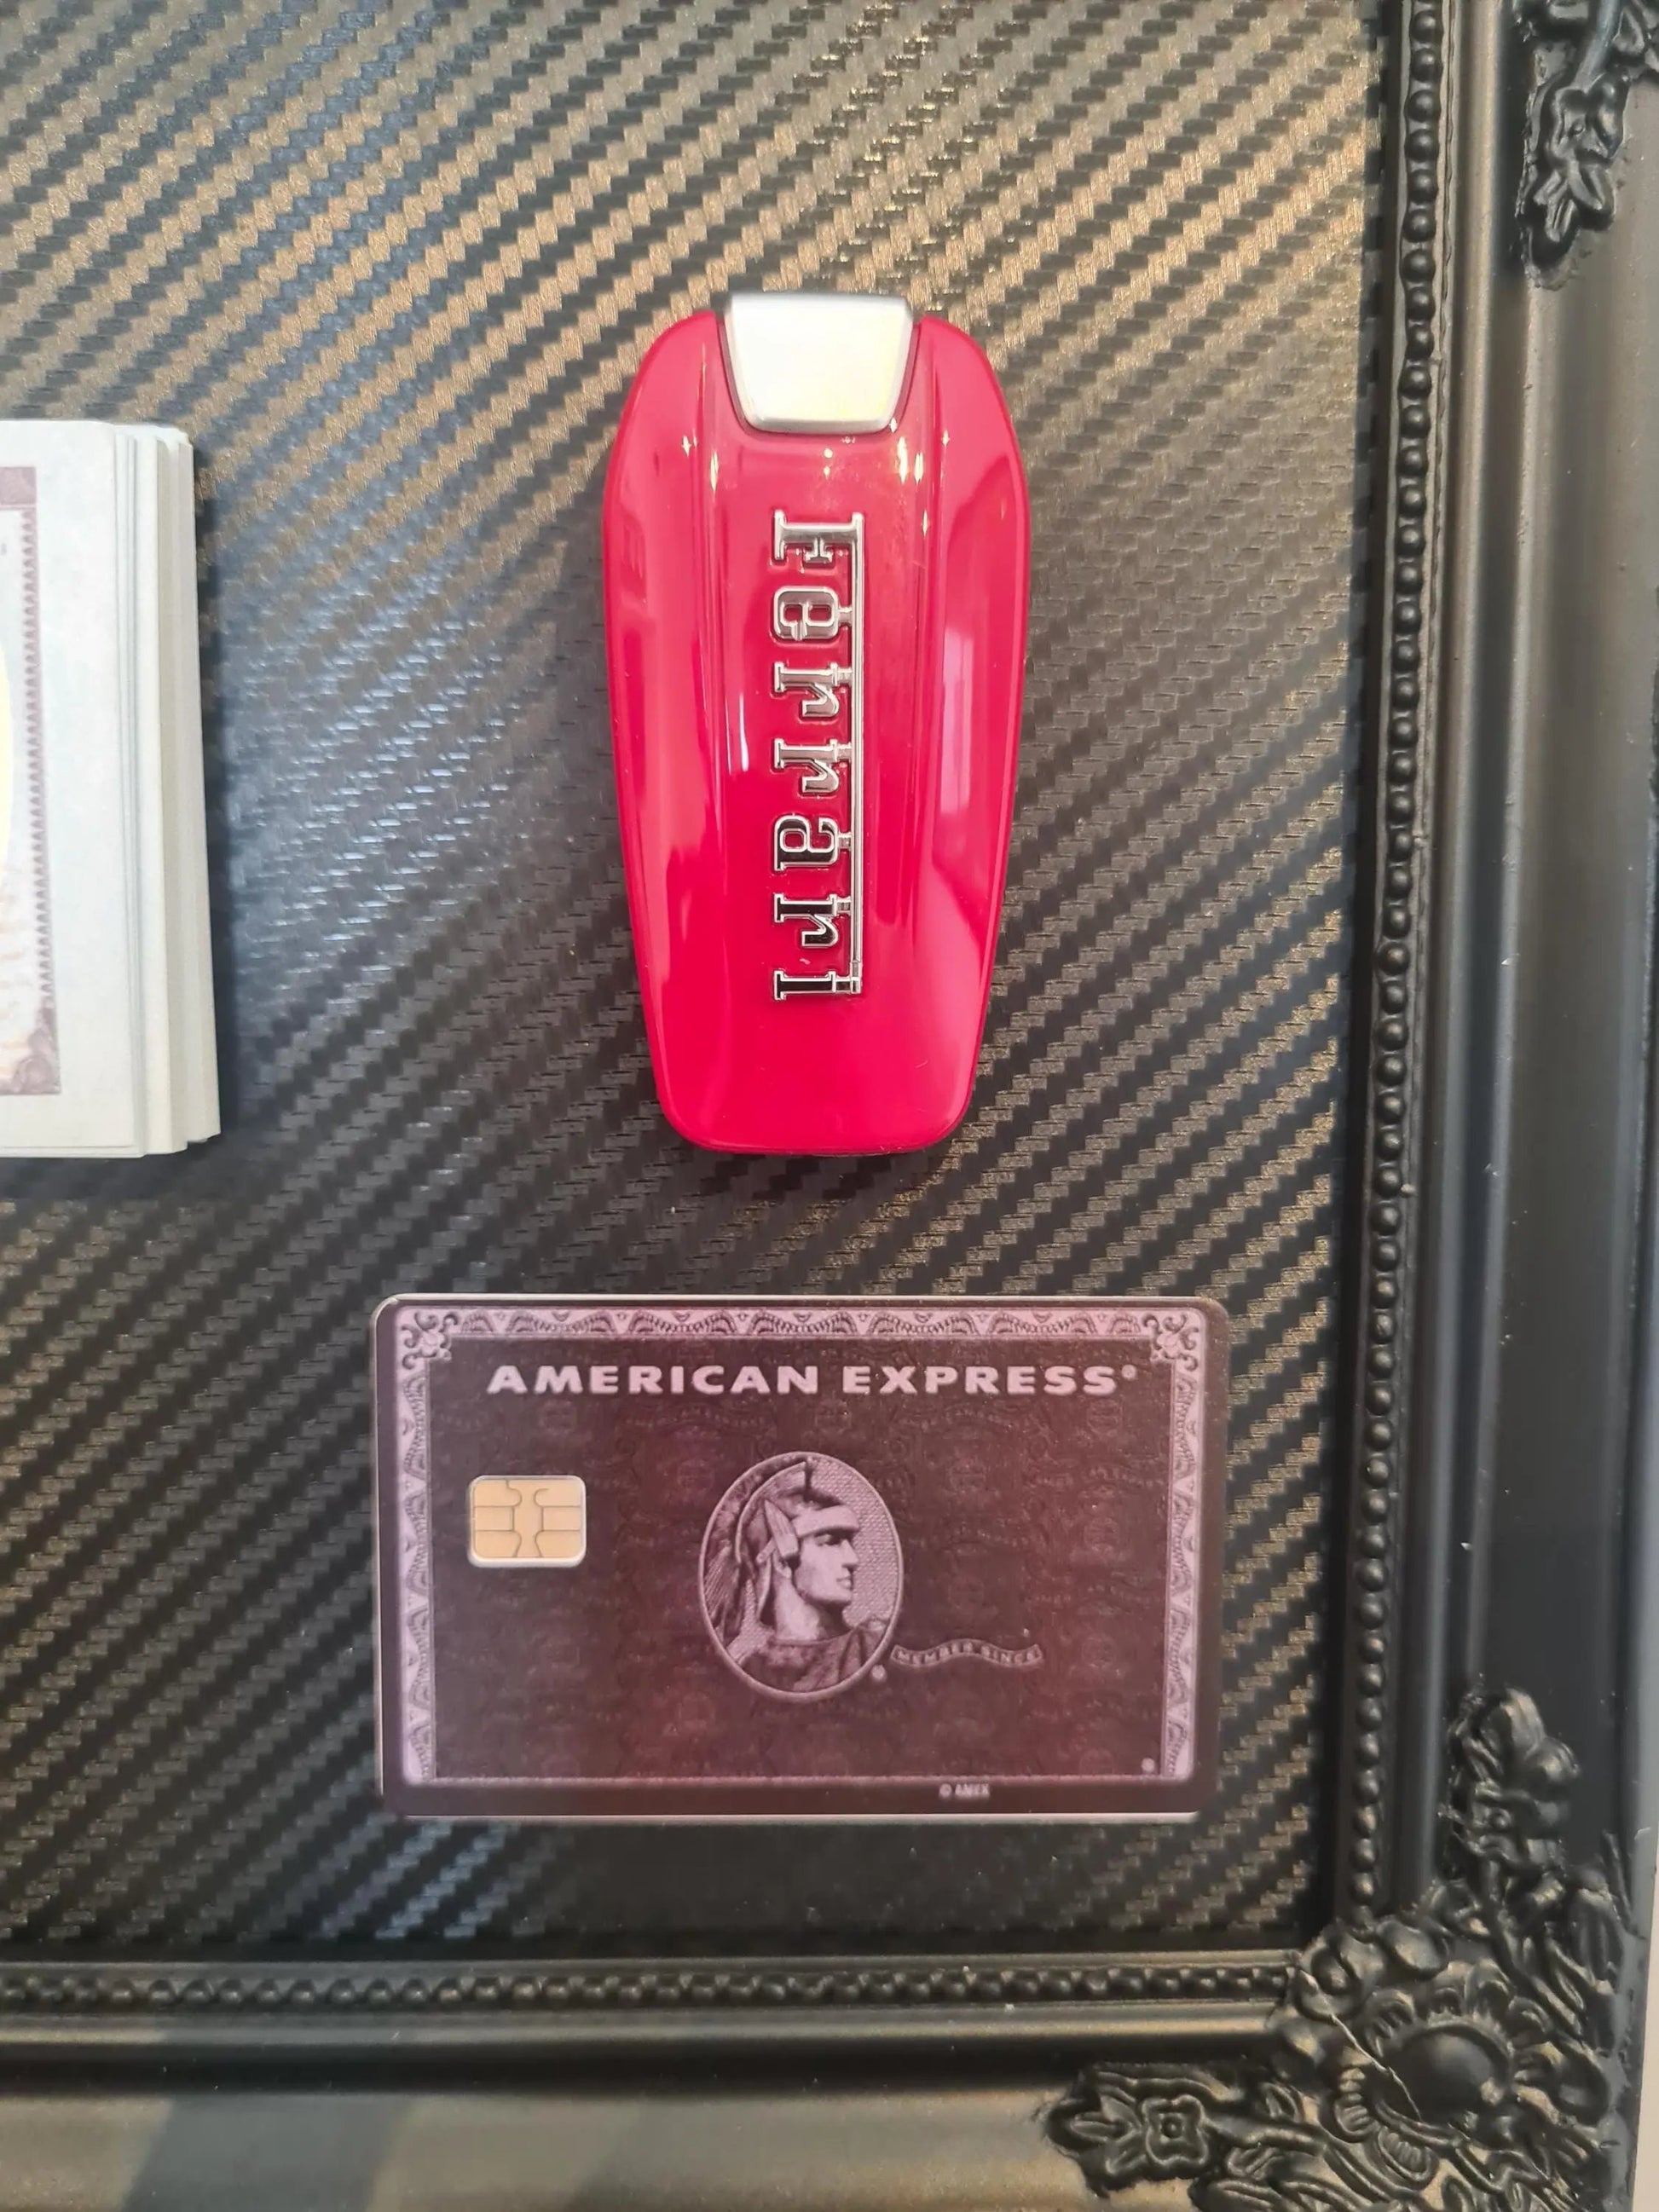 Ferrari
AMERICAN EXPRESS®
MEMBER SINCE
© AMEX